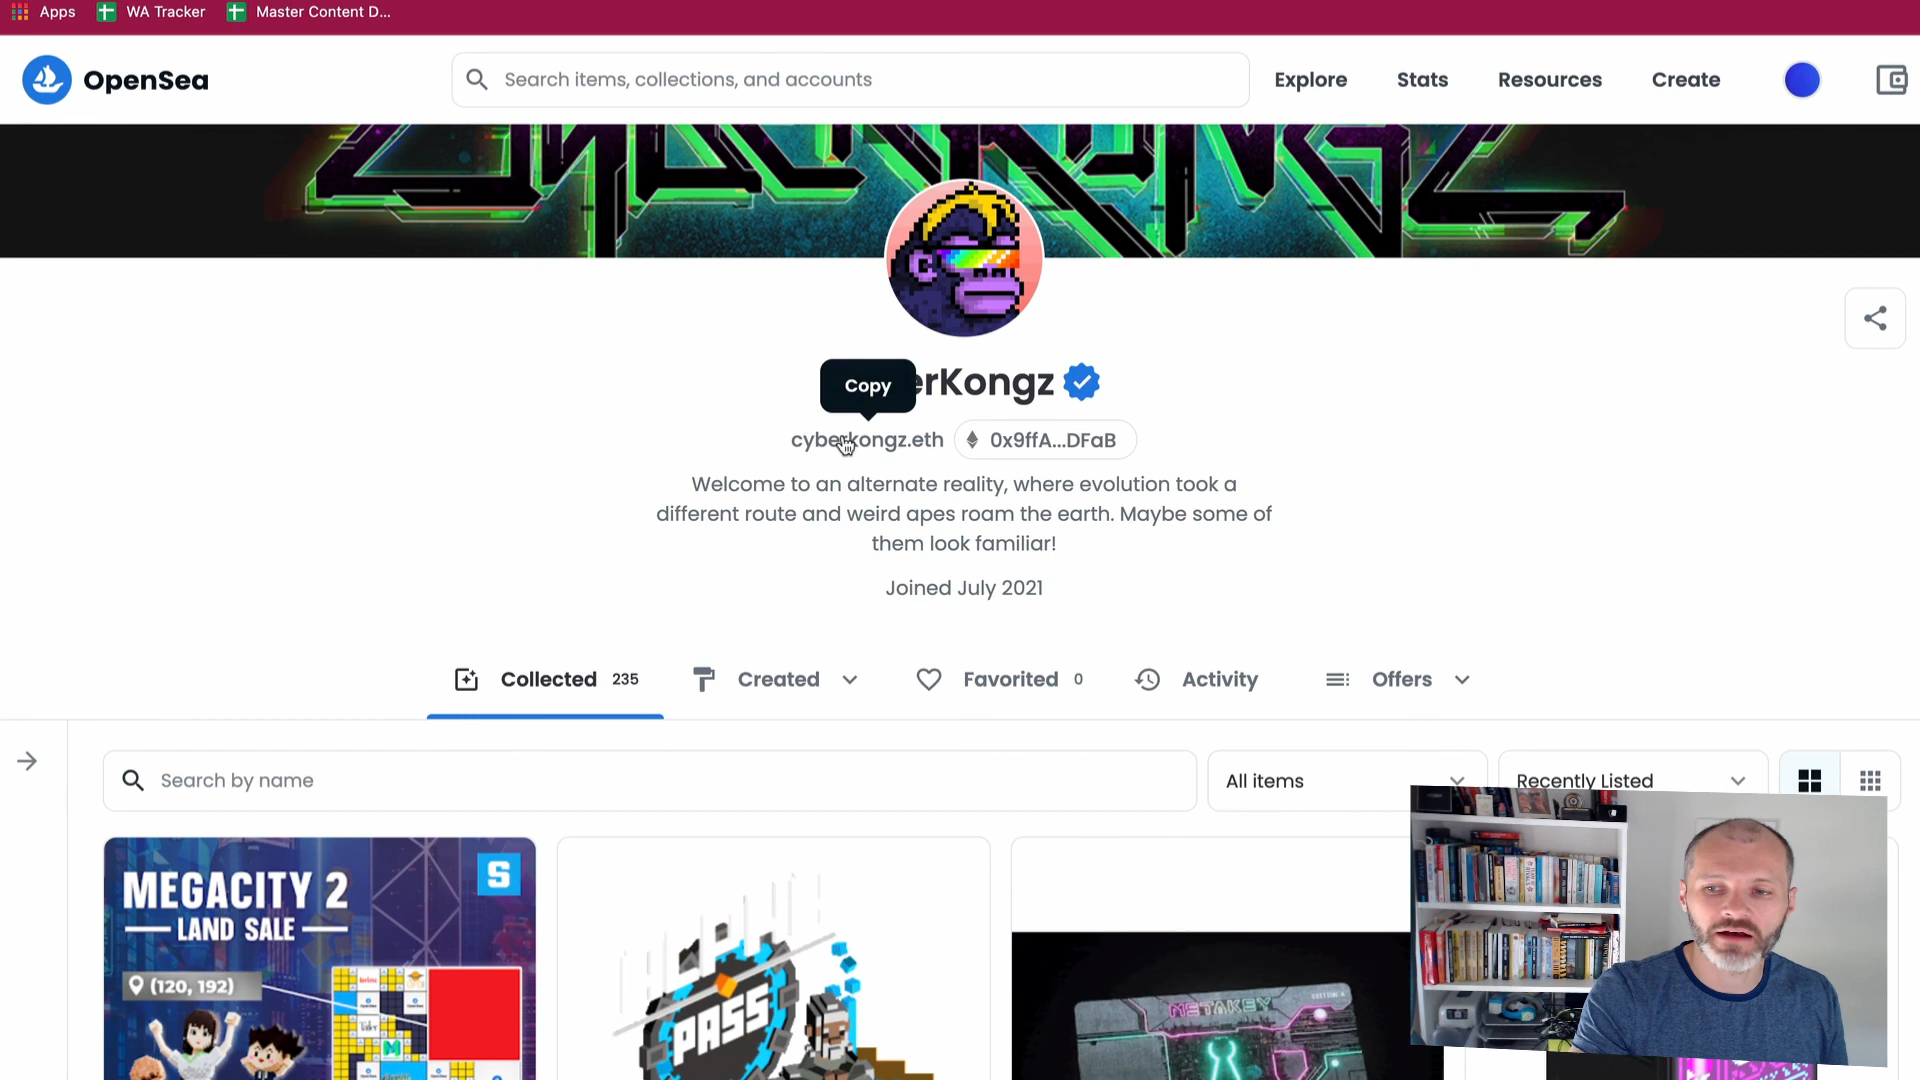 Apps WA Tracker Master Content D...
OpenSea Search items, collections, and accounts Explore Stats Resources Create
Copy erKongz
cyberkongz.eth 0x9ffA...DFaB
Welcome to an alternate reality, where evolution took a
different route and weird apes roam the earth. Maybe some of
them look familiar!
Joined July 2021
Collected 235 Created Favorited 0 Activity Offers
Search by name All items Recently Listed
MEGACITY 2
LAND SALE
S
(120, 192)
M
PASS
METAKEY